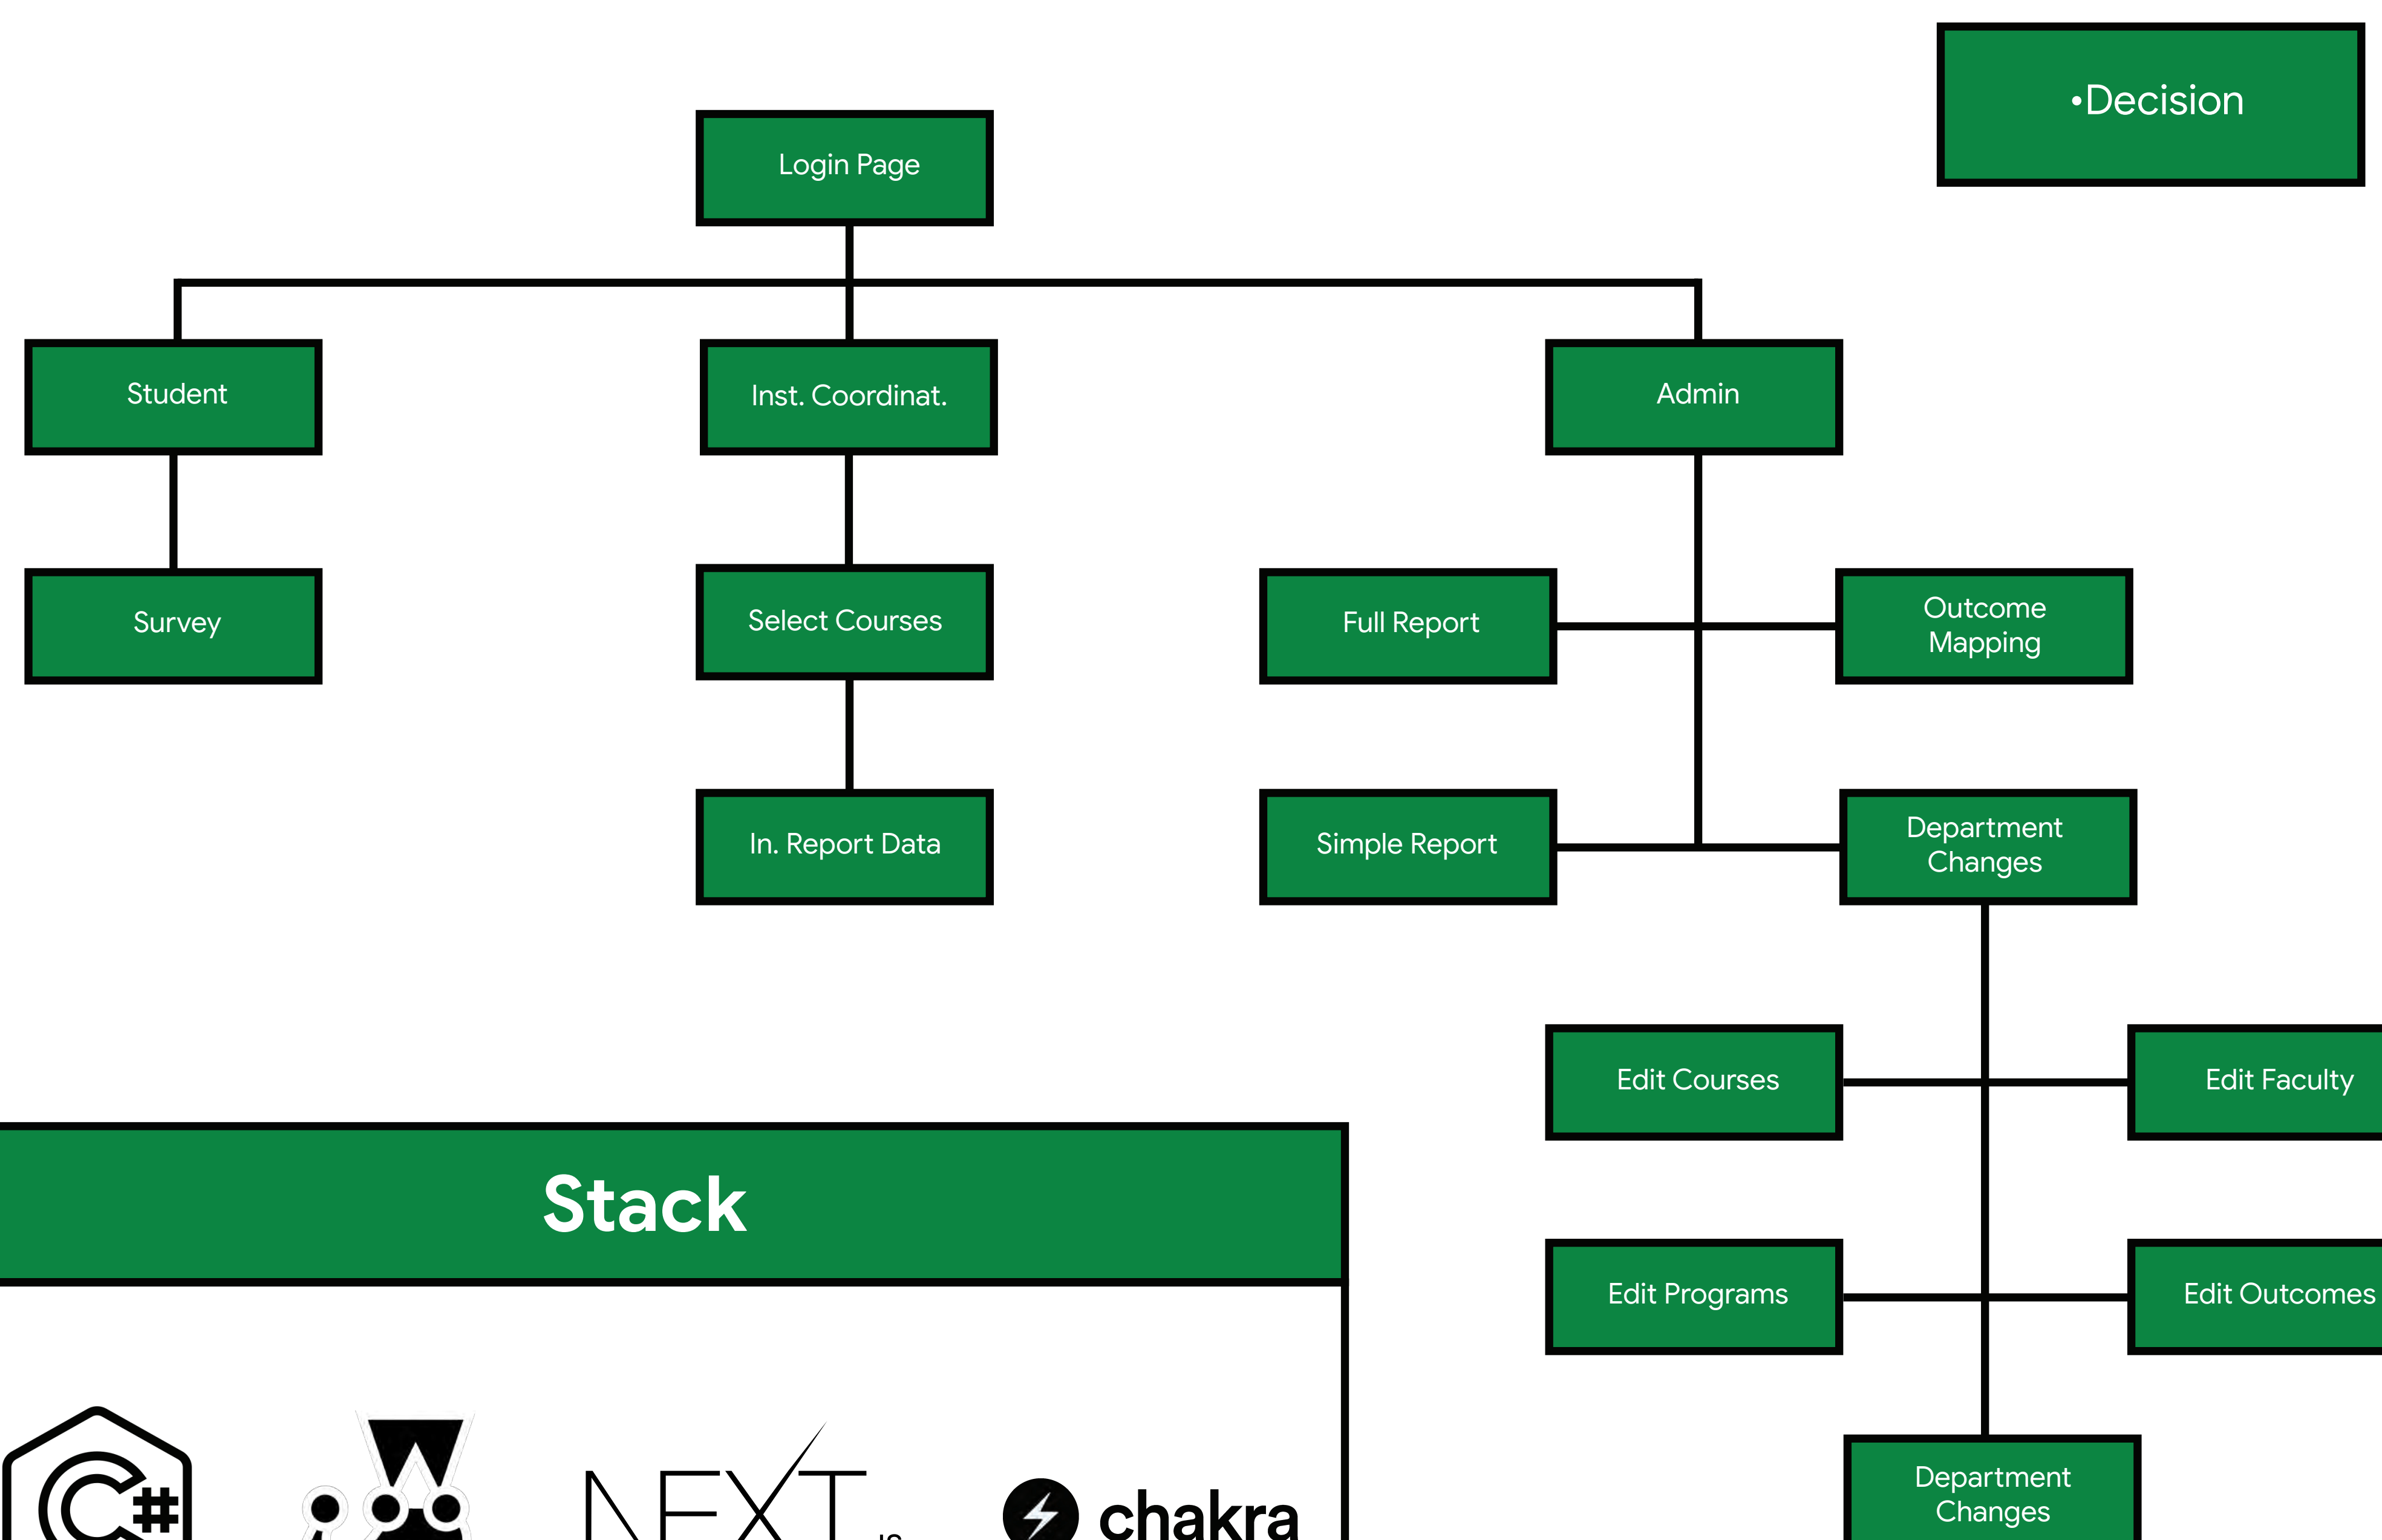 •Decision
Login Page
Student
Inst. Coordinat.
Admin
Survey
Select Courses
Full Report
Outcome
Mapping
In. Report Data
Simple Report
Department
Changes
Edit Courses
Edit Faculty
Stack
Edit Programs
Edit Outcomes
C#
NEXT
chakra
Department
Changes